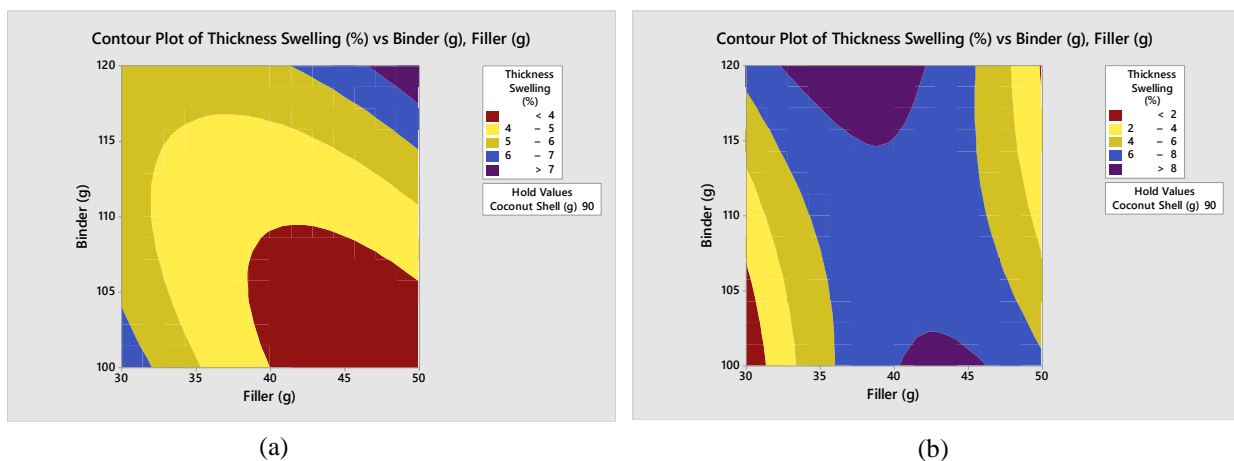 Contour Plot of Thickness Swelling (%) vs Binder (g), Filler (g)
120
115
110
105
100
Binder (g)
30 35 40 45 50
Filler (g)
Thickness
Swelling
(%)
< 4
4 – 5
5 – 6
6 – 7
> 7
Hold Values
Coconut Shell (g) 90
(a)
Contour Plot of Thickness Swelling (%) vs Binder (g), Filler (g)
120
115
110
105
100
Binder (g)
30 35 40 45 50
Filler (g)
Thickness
Swelling
(%)
< 2
2 – 4
4 – 6
6 – 8
> 8
Hold Values
Coconut Shell (g) 90
(b)